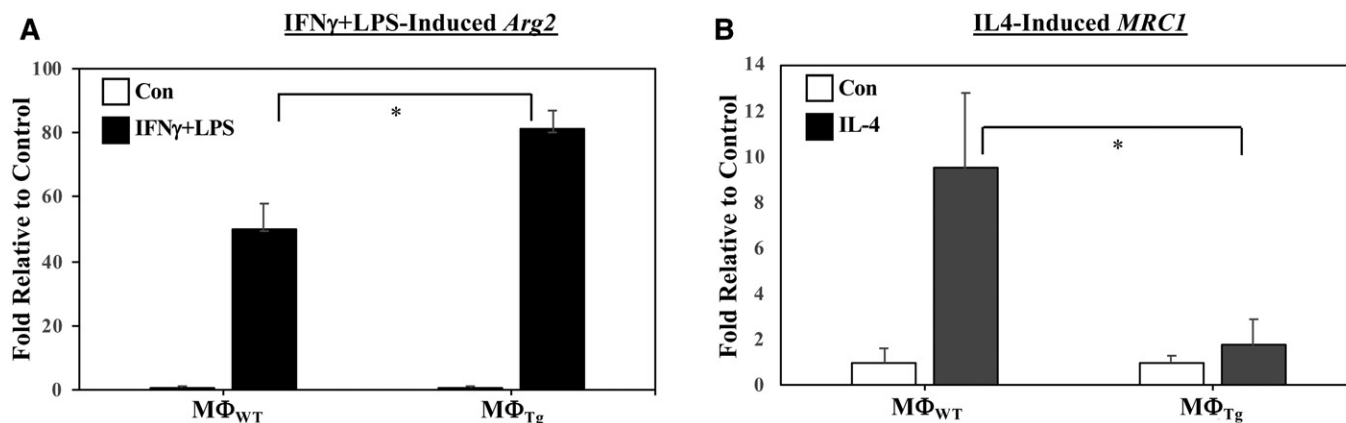 A
IFNγ+LPS-Induced Arg2
Fold Relative to Control
100
80
60
40
20
0
Con
IFNγ+LPS
*
MΦWT
MΦTg
B
IL4-Induced MRC1
Fold Relative to Control
14
12
10
8
6
4
2
0
Con
IL-4
*
MΦWT
MΦTg